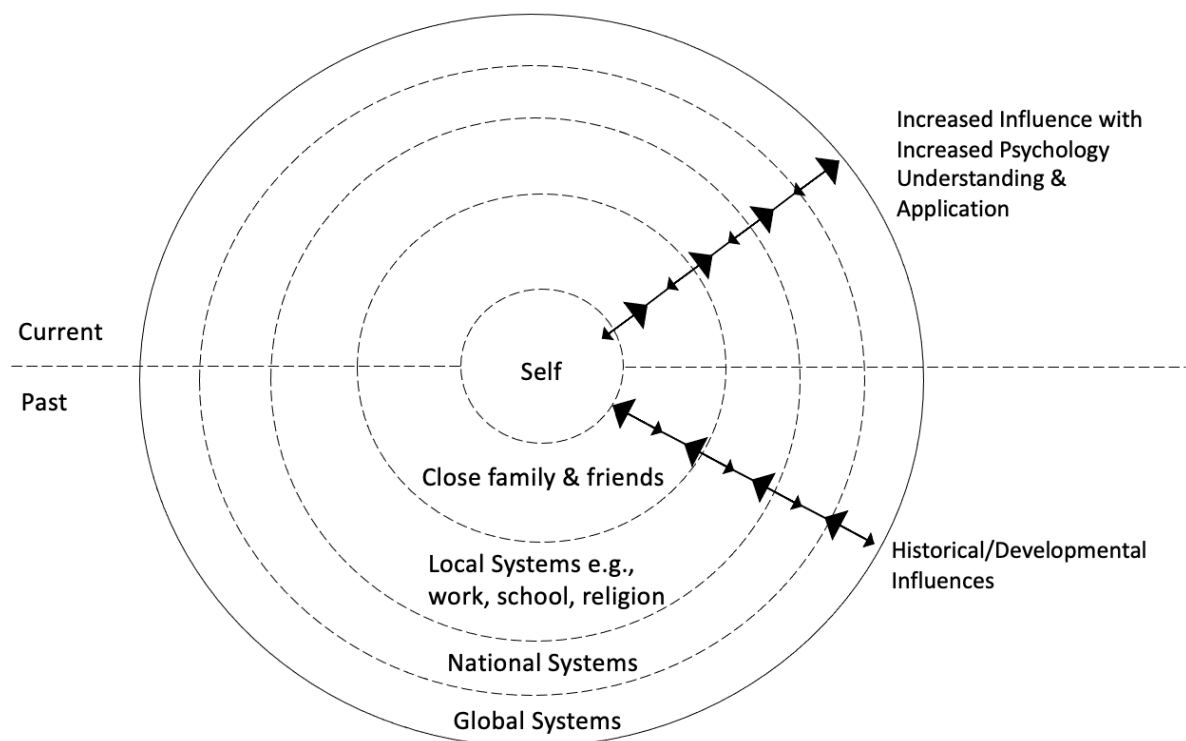 Increased Influence with
Increased Psychology
Understanding &
Application
Current
Self
Past
Close family & friends
Historical/Developmental
Influences
Local Systems e.g.,
work, school, religion
National Systems
Global Systems